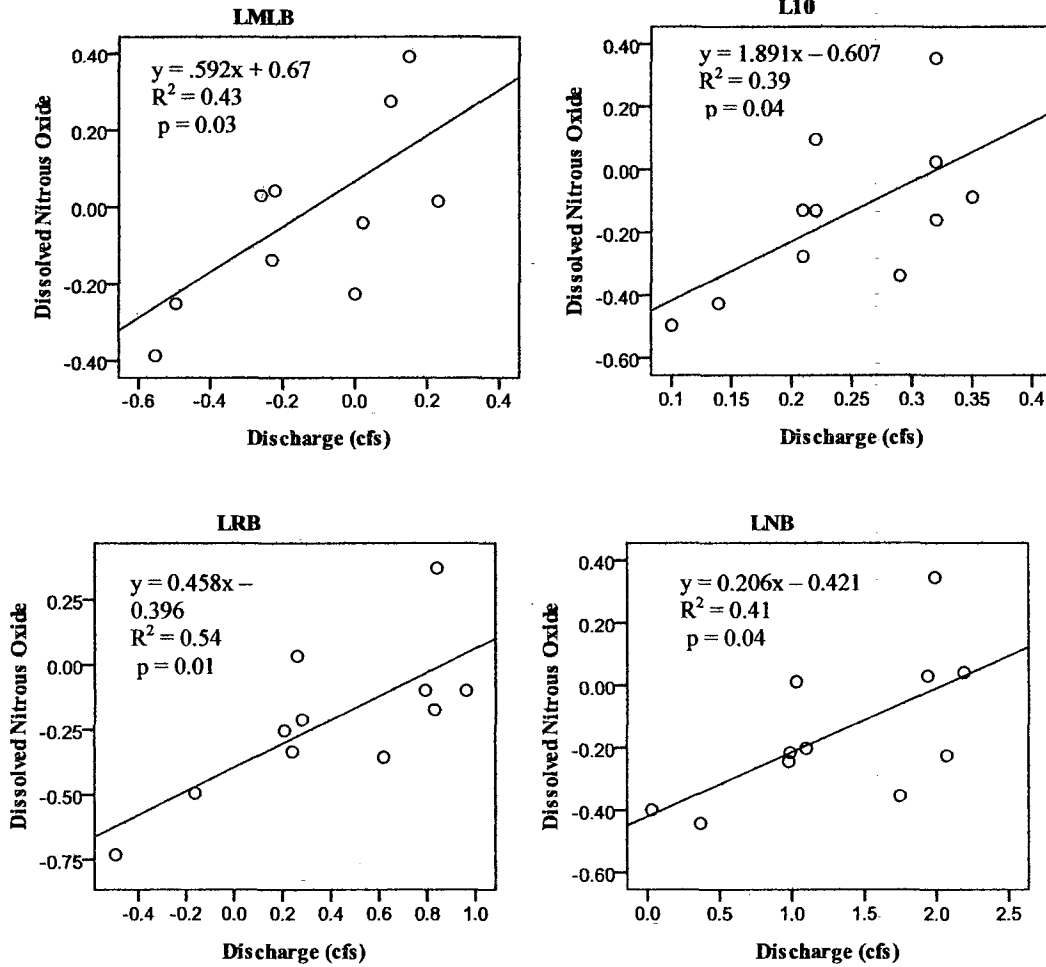 LMLB
y = .592x + 0.67
R² = 0.43
p = 0.03
Dissolved Nitrous Oxide
0.40
0.20
0.00
-0.20
-0.40
-0.6 -0.4 -0.2 0.0 0.2 0.4
Discharge (cfs)
L10
y = 1.891x – 0.607
R² = 0.39
p = 0.04
Dissolved Nitrous Oxide
0.40
0.20
0.00
-0.20
-0.40
-0.60
0.1 0.15 0.2 0.25 0.3 0.35 0.4
Discharge (cfs)
LRB
y = 0.458x –
0.396
R² = 0.54
p = 0.01
Dissolved Nitrous Oxide
0.25
0.00
-0.25
-0.50
-0.75
-0.4 -0.2 0.0 0.2 0.4 0.6 0.8 1.0
Discharge (cfs)
LNB
y = 0.206x – 0.421
R² = 0.41
p = 0.04
Dissolved Nitrous Oxide
0.40
0.20
0.00
-0.20
-0.40
-0.60
0.0 0.5 1.0 1.5 2.0 2.5
Discharge (cfs)